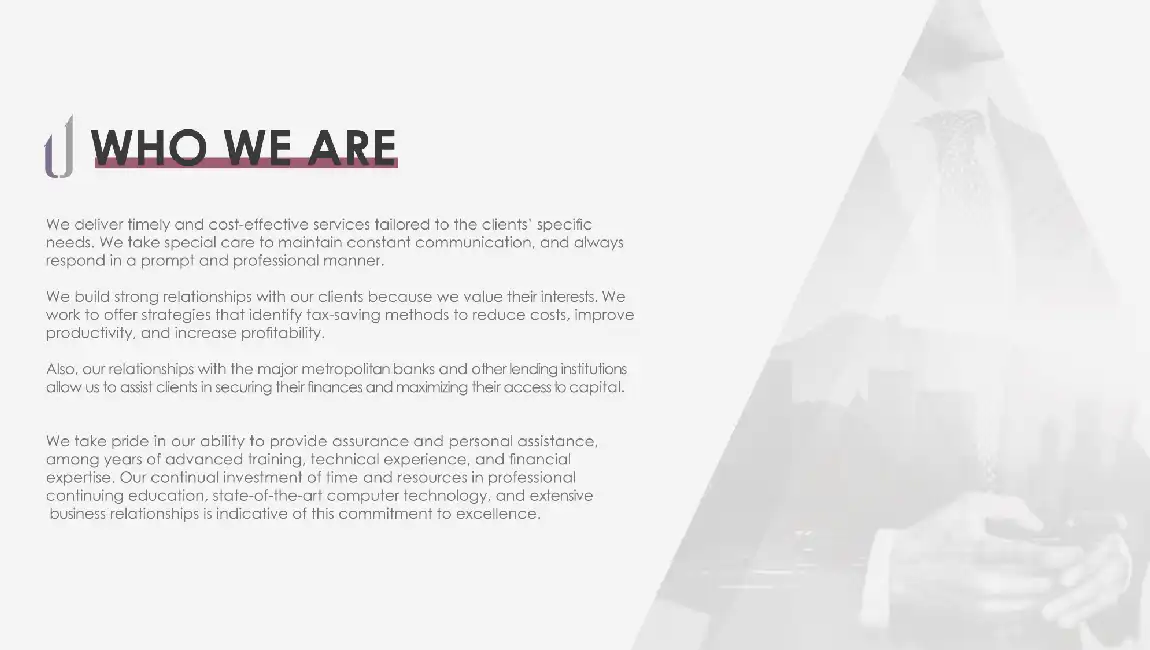 WHO WE ARE
We deliver timely and cost-effective services tailored to the clients' specific
needs. We take special care to maintain constant communication, and always
respond in a prompt and professional manner.
We build strong relationships with our clients because we value their interests. We
work to offer strategies that identify tax-saving methods to reduce costs, improve
productivity, and increase profitability.
Also, our relationships with the major metropolitan banks and other lending institutions
allow us to assist clients in securing their finances and maximizing their access to capital.
We take pride in our ability to provide assurance and personal assistance,
among years of advanced training, technical experience, and financial
expertise. Our continual investment of time and resources in professional
continuing education, state-of-the-art computer technology, and extensive
business relationships is indicative of this commitment to excellence.